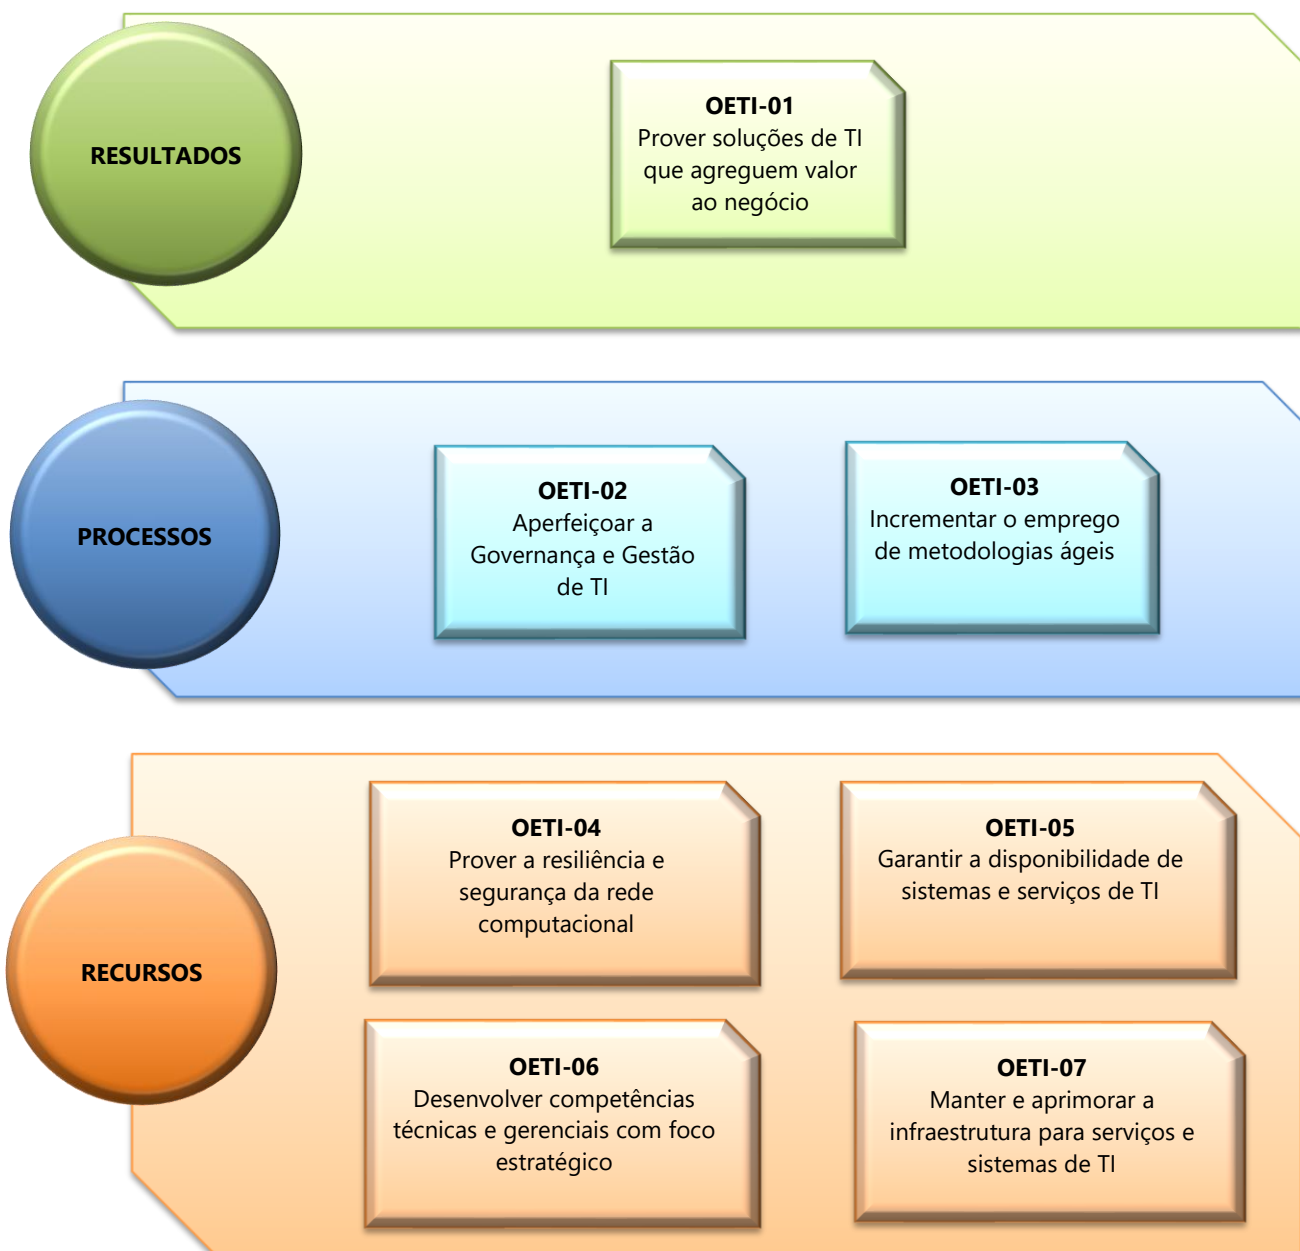 RESULTADOS
OETI-01
Prover soluções de TI
que agreguem valor
ao negócio
PROCESSOS
OETI-02
Aperfeiçoar a
Governança e Gestão
de TI
OETI-03
Incrementar o emprego
de metodologias ágeis
RECURSOS
OETI-04
Prover a resiliência e
segurança da rede
computacional
OETI-05
Garantir a disponibilidade de
sistemas e serviços de TI
OETI-06
Desenvolver competências
técnicas e gerenciais com foco
estratégico
OETI-07
Manter e aprimorar a
infraestrutura para serviços e
sistemas de TI